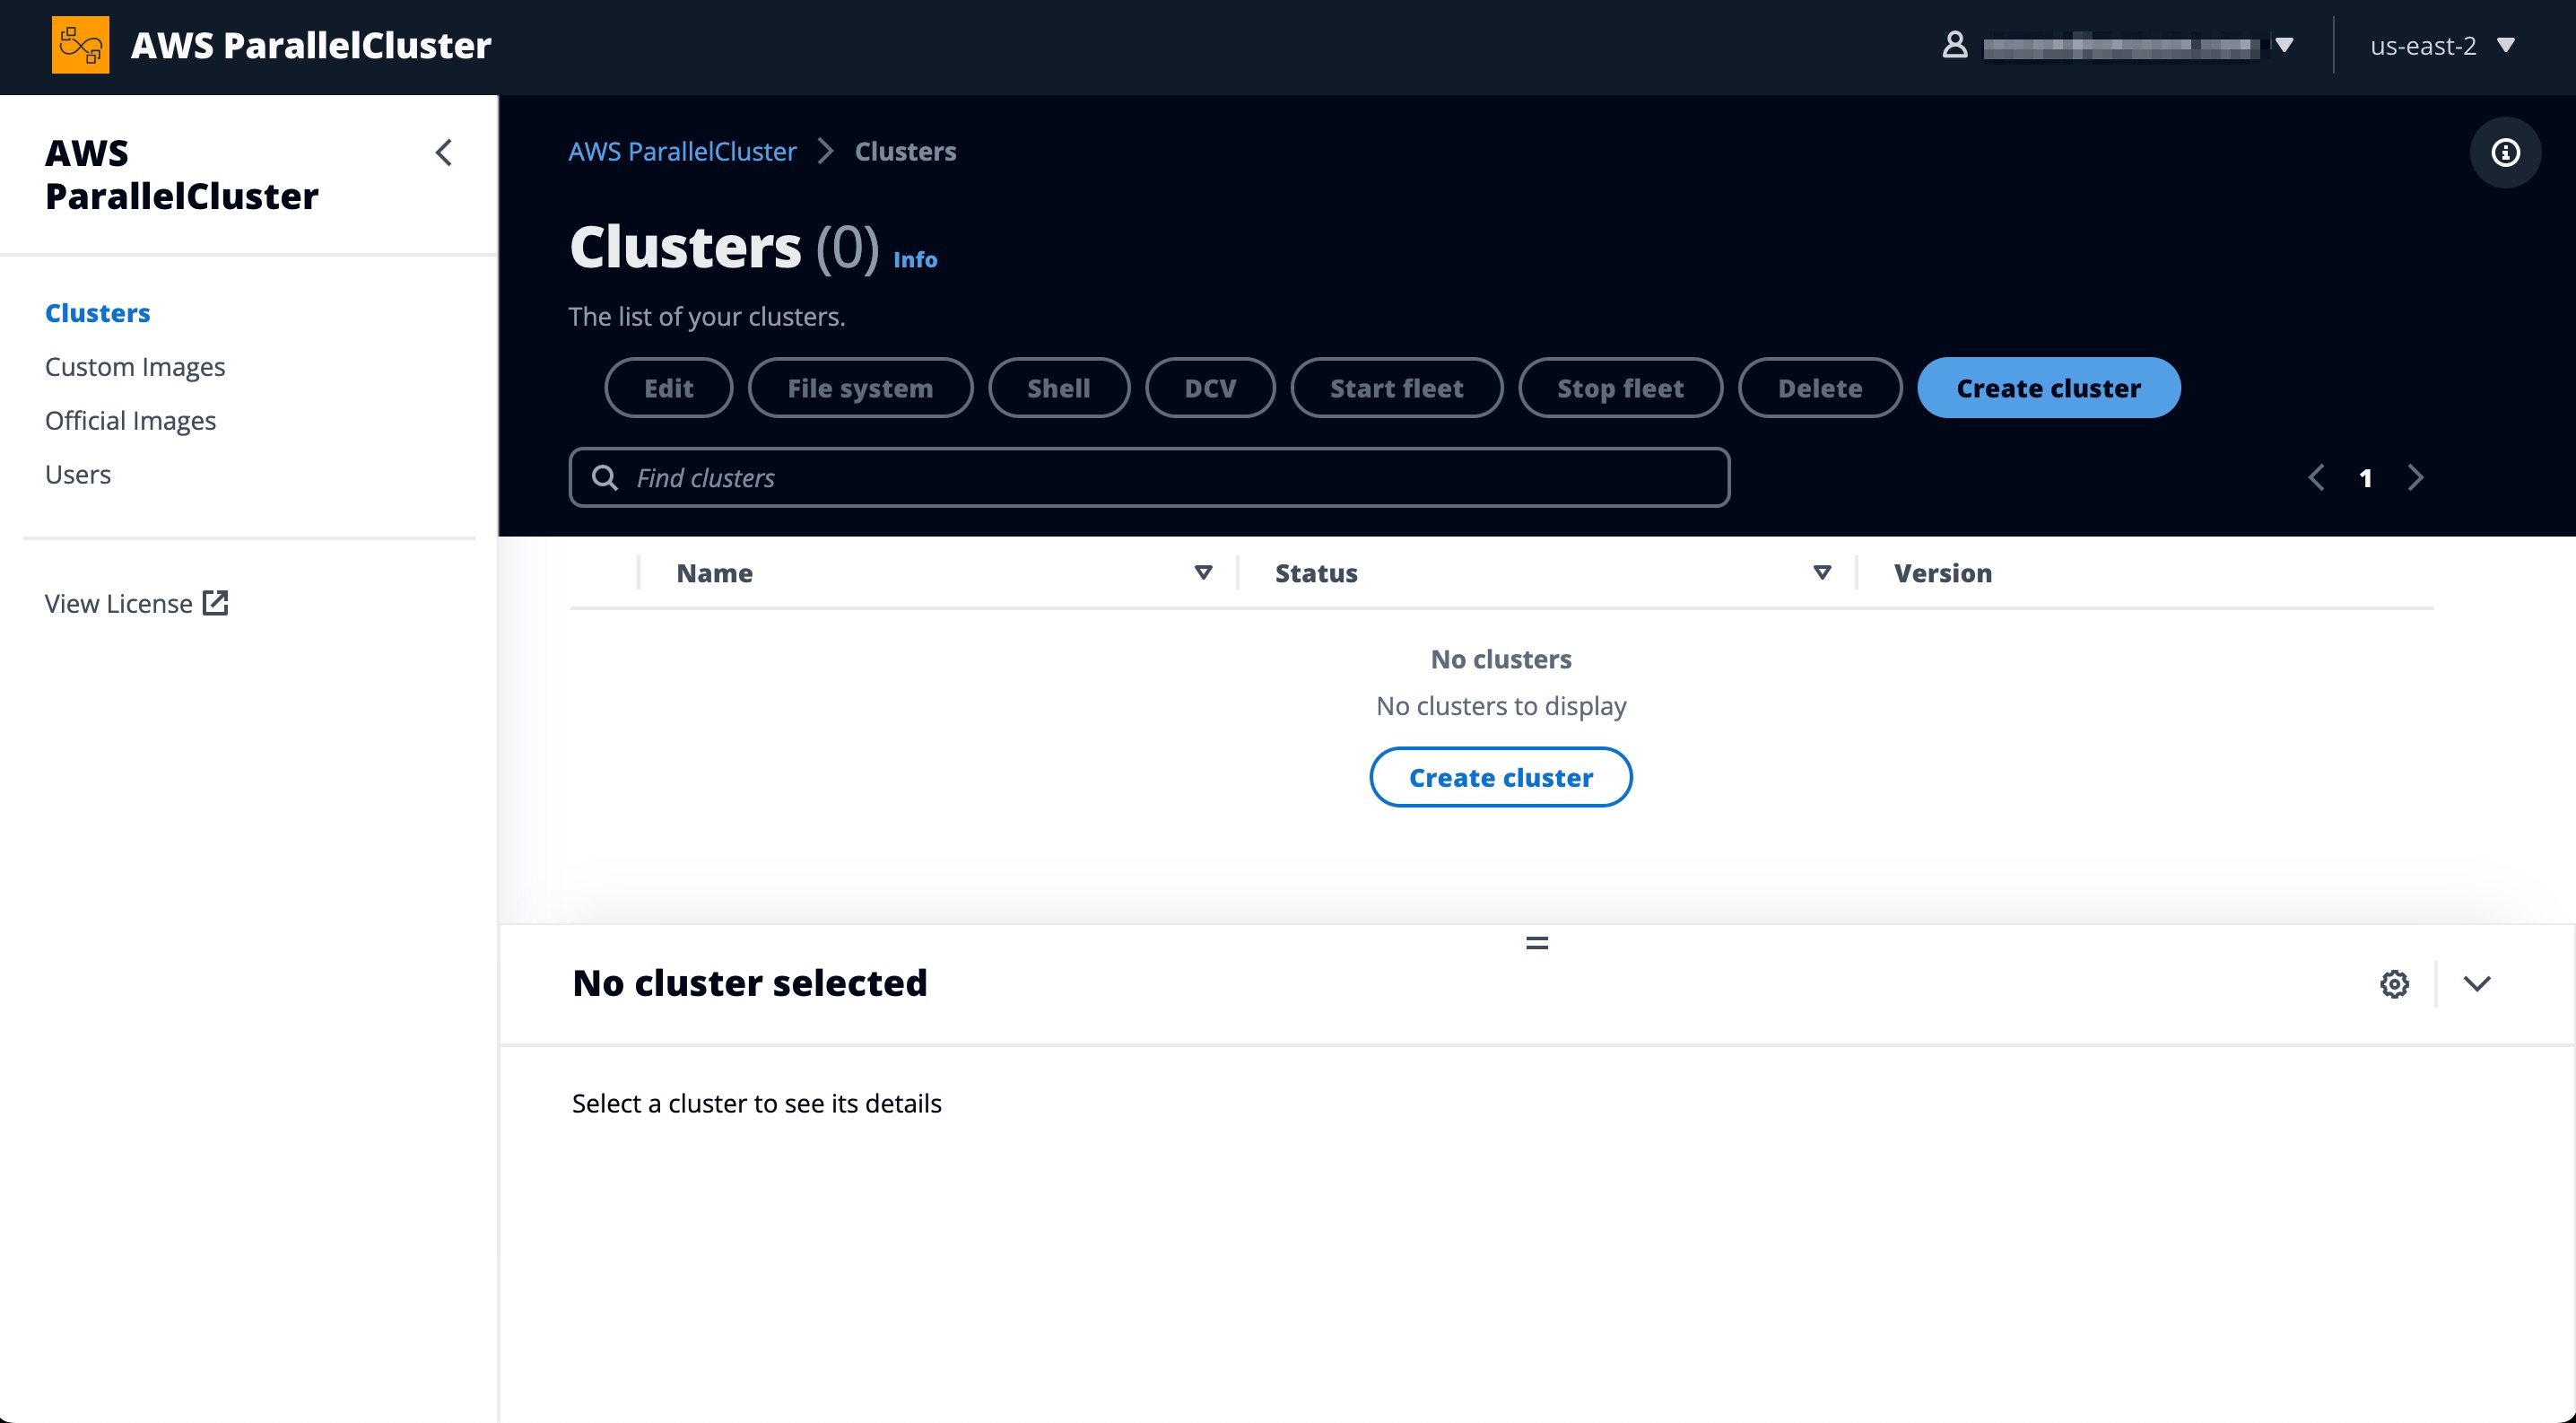 AWS ParallelCluster
us-east-2
AWS
ParallelCluster
Clusters
Custom Images
Official Images
Users
View License
AWS ParallelCluster > Clusters
Clusters (0) Info
The list of your clusters.
Edit File system Shell DCV Start fleet Stop fleet Delete Create cluster
Find clusters
1
Name Status Version
No clusters
No clusters to display
Create cluster
No cluster selected
Select a cluster to see its details